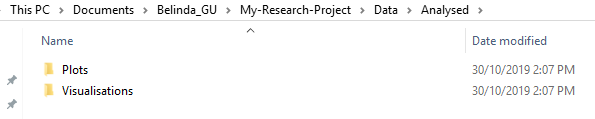 This PC > Documents > Belinda_GU > My-Research-Project > Data > Analysed >
Name Date modified
Plots 30/10/2019 2:07 PM
Visualisations 30/10/2019 2:07 PM